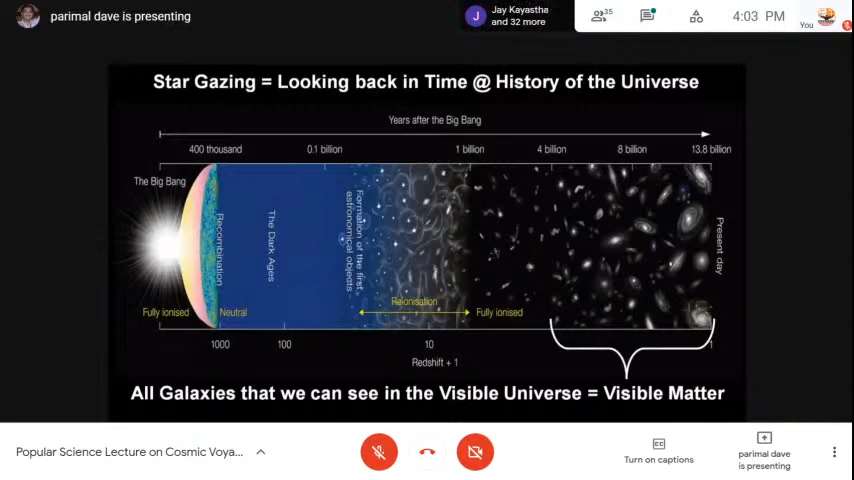 parimal dave is presenting
J
Jay Kayastha
and 32 more
35
4:03 PM
You
Star Gazing = Looking back in Time @ History of the Universe
Years after the Big Bang
400 thousand
0.1 billion
1 billion
4 billion
8 billion
13.8 billion
The Big Bang
Recombination
The Dark Ages
Formation of the first
astronomical objects
Present day
Reionisation
Fully ionised
Neutral
Fully ionised
1000
100
10
1
Redshift + 1
All Galaxies that we can see in the Visible Universe = Visible Matter
Popular Science Lecture on Cosmic Voya...
CC
Turn on captions
parimal dave
is presenting